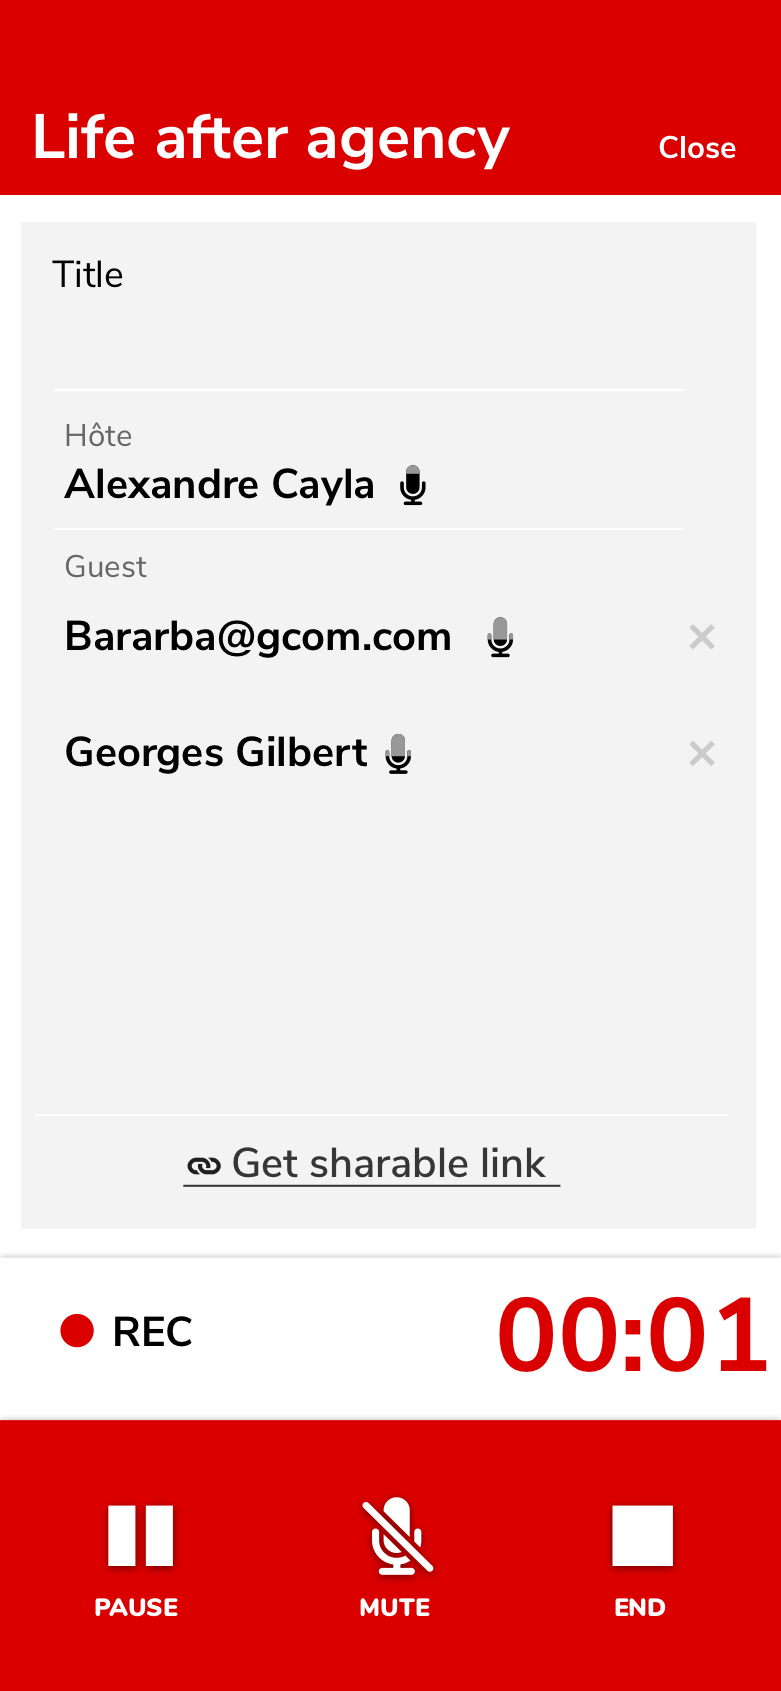 Life after agency
Close
Title
Hôte
Alexandre Cayla
Guest
Bararba@gcom.com
Georges Gilbert
Get sharable link
REC
00:01
PAUSE
MUTE
END